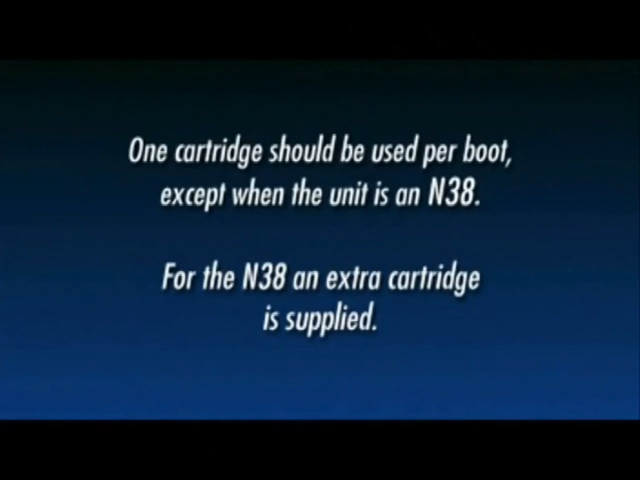 One cartridge should be used per boot,
except when the unit is an N38.
For the N38 an extra cartridge
is supplied.